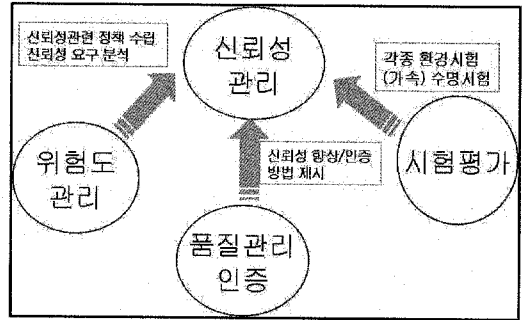 신뢰성관련 정책 수립
신뢰성 요구 분석
신뢰성
관리
각종 환경시험
(가속) 수명시험
위험도
관리
신뢰성 향상/인증
방법 제시
시험평가
품질관리
인증